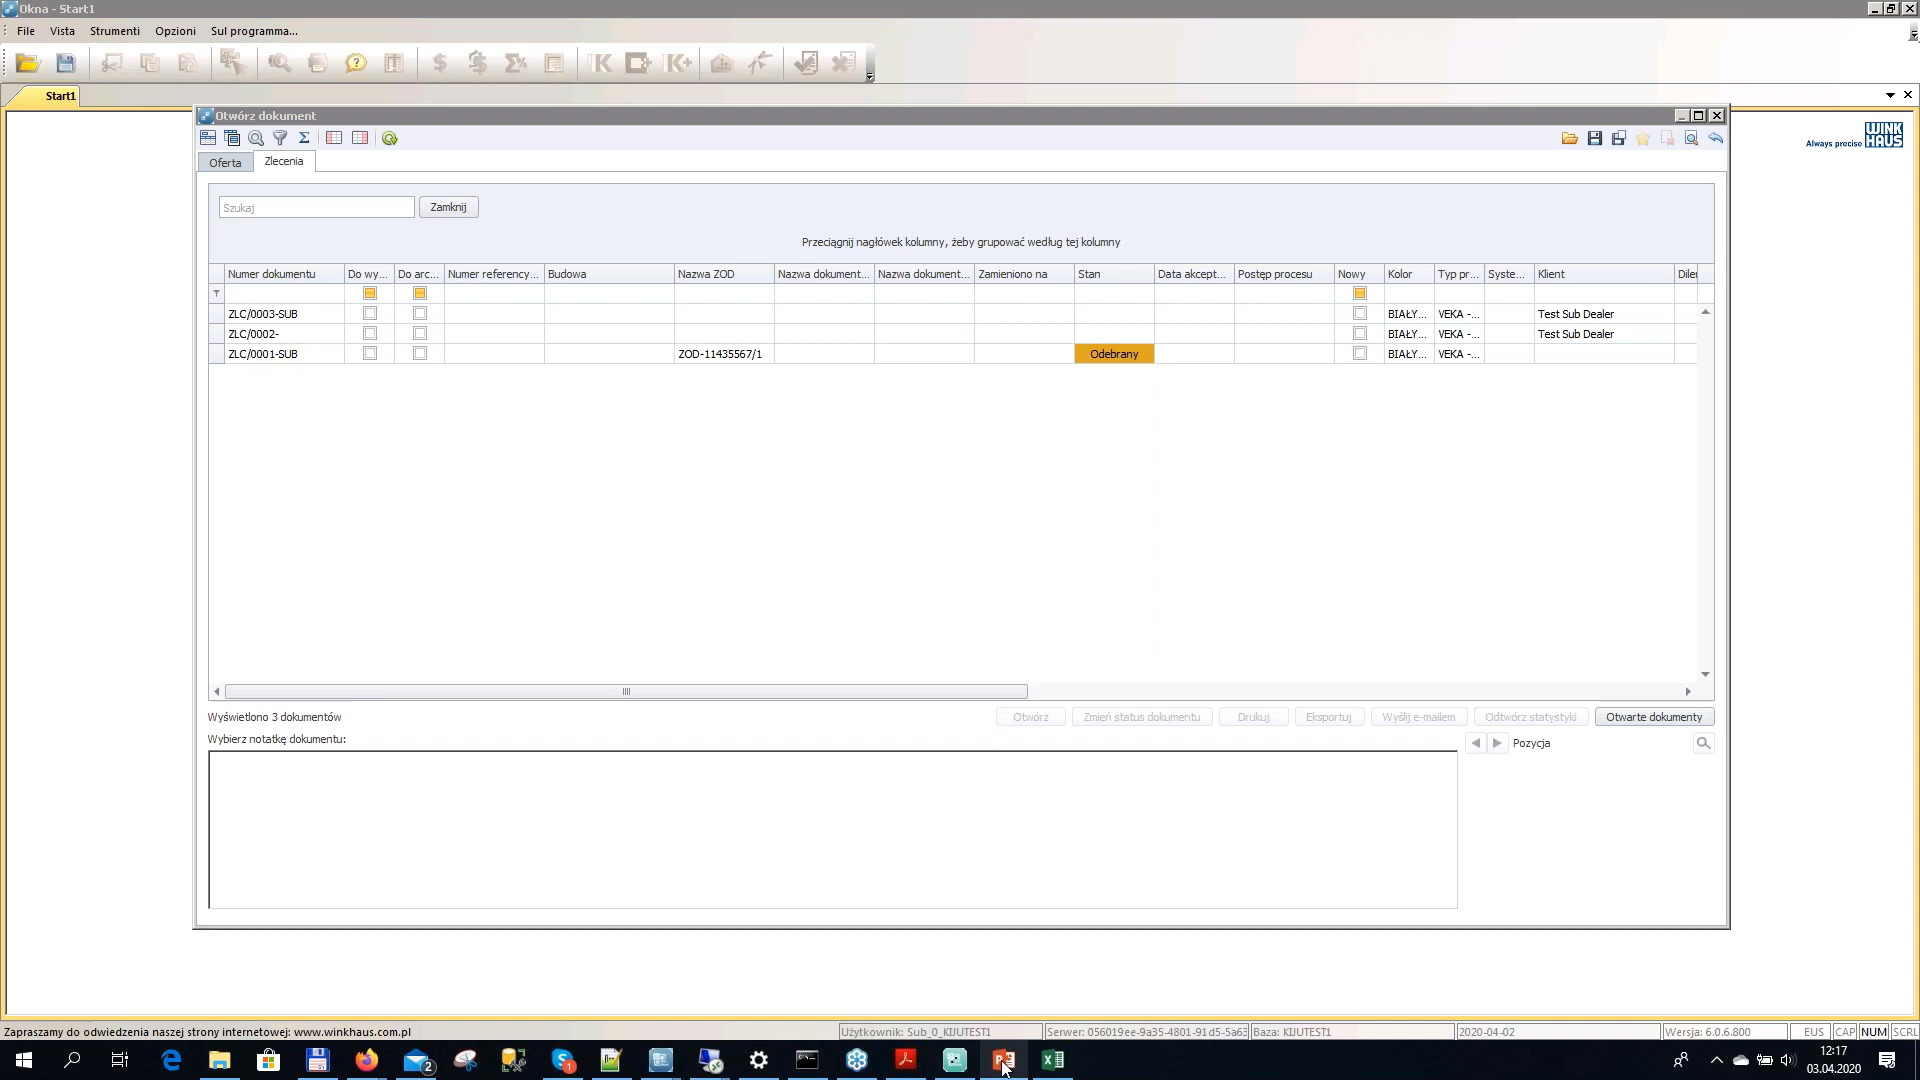 Okna - Start1
File Vista Strumenti Opzioni Sul programma...
Start1
Always precise WINK HAUS
Otwórz dokument
Oferta Zlecenia
Szukaj Zamknij
Przeciągnij nagłówek kolumny, żeby grupować według tej kolumny
Numer dokumentu Do wy... Do arc... Numer referency... Budowa Nazwa ZOD Nazwa dokument... Nazwa dokument... Zamieniono na Stan Data akcept... Postęp procesu Nowy Kolor Typ pr... Syste... Klient Diler
ZLC/0003-SUB BIAŁY... VEKA -... Test Sub Dealer
ZLC/0002- BIAŁY... VEKA -... Test Sub Dealer
ZLC/0001-SUB ZOD-11435567/1 Odebrany BIAŁY... VEKA -...
Wyświetlono 3 dokumentów Otwórz Zmień status dokumentu Drukuj Eksportuj Wyślij e-mailem Odtwórz statystyki Otwarte dokumenty
Wybierz notatkę dokumentu: Pozycja
Zapraszamy do odwiedzenia naszej strony internetowej: www.winkhaus.com.pl Użytkownik: Sub_0_KIJUTEST1 Serwer: 056019ee-9a35-4801-91d5-5a63 Baza: KIJUTEST1 2020-04-02 Wersja: 6.0.6.800 EUS CAP NUM SCRL
12:17
03.04.2020